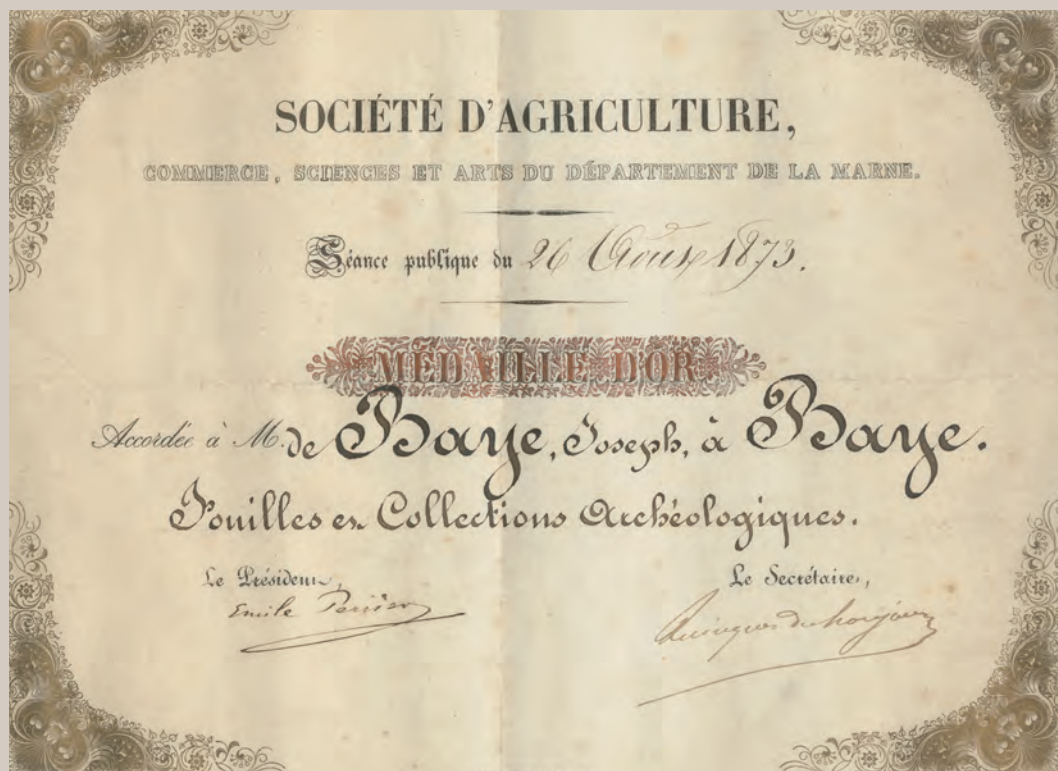 SOCIÉTÉ D'AGRICULTURE,
COMMERCE, SCIENCES ET ARTS DU DÉPARTEMENT DE LA MARNE.
Séance publique du 26 Août 1873.
MÉDAILLE D'OR
Accordée à M. de Baye, Joseph, à Baye.
Fouilles et Collections Archéologiques.
Le Président,
Le Secrétaire,
Emile Perrier